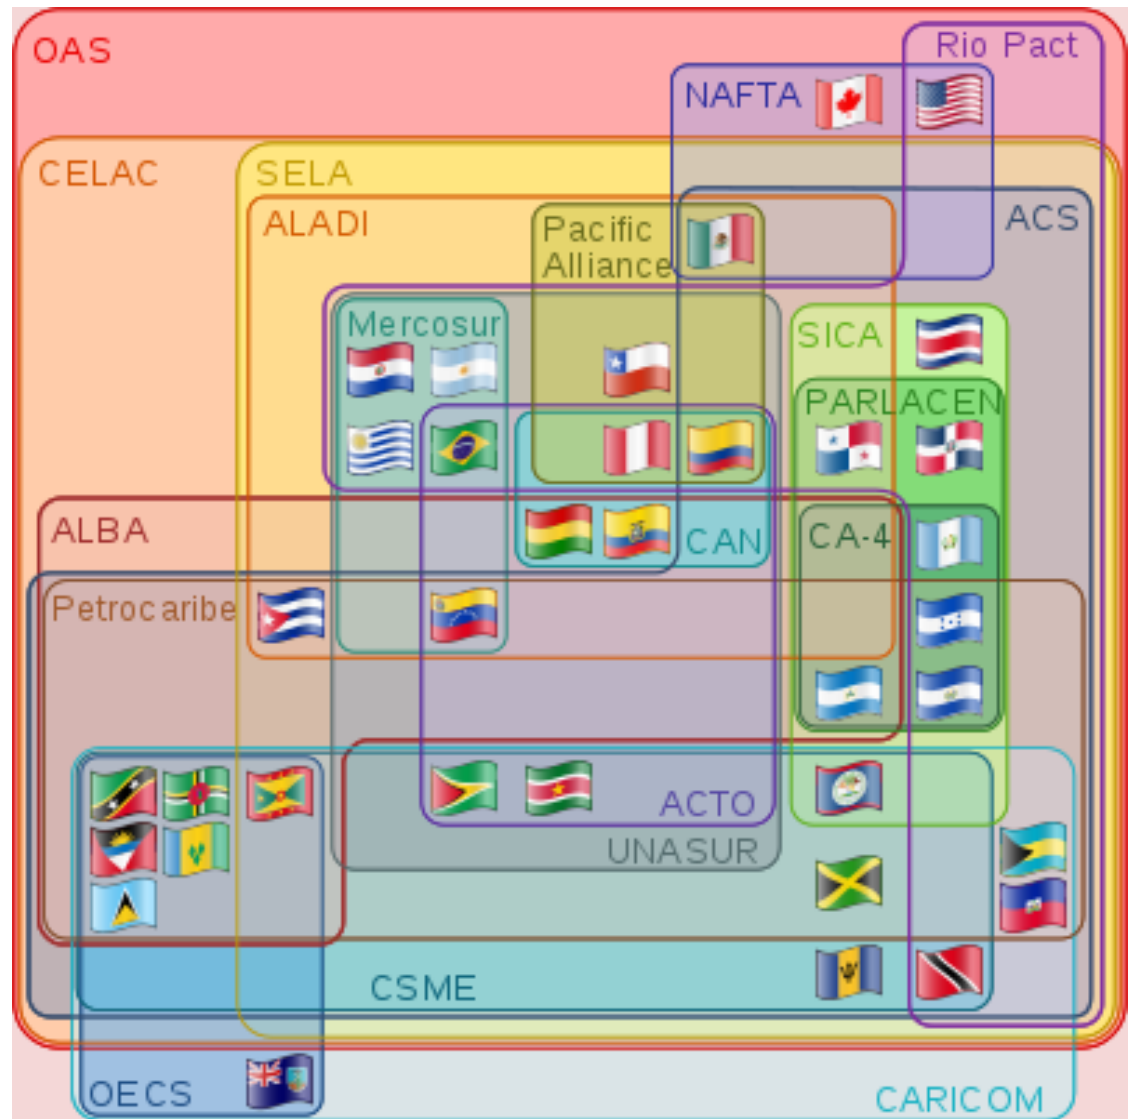 OAS
Rio Pact
NAFTA
CELAC
SELA
ALADI
Pacific
Alliance
ACS
Mercosur
SICA
PARLACEN
ALBA
CAN
CA-4
Petrocaribe
ACTO
UNASUR
CSME
OECS
CARICOM